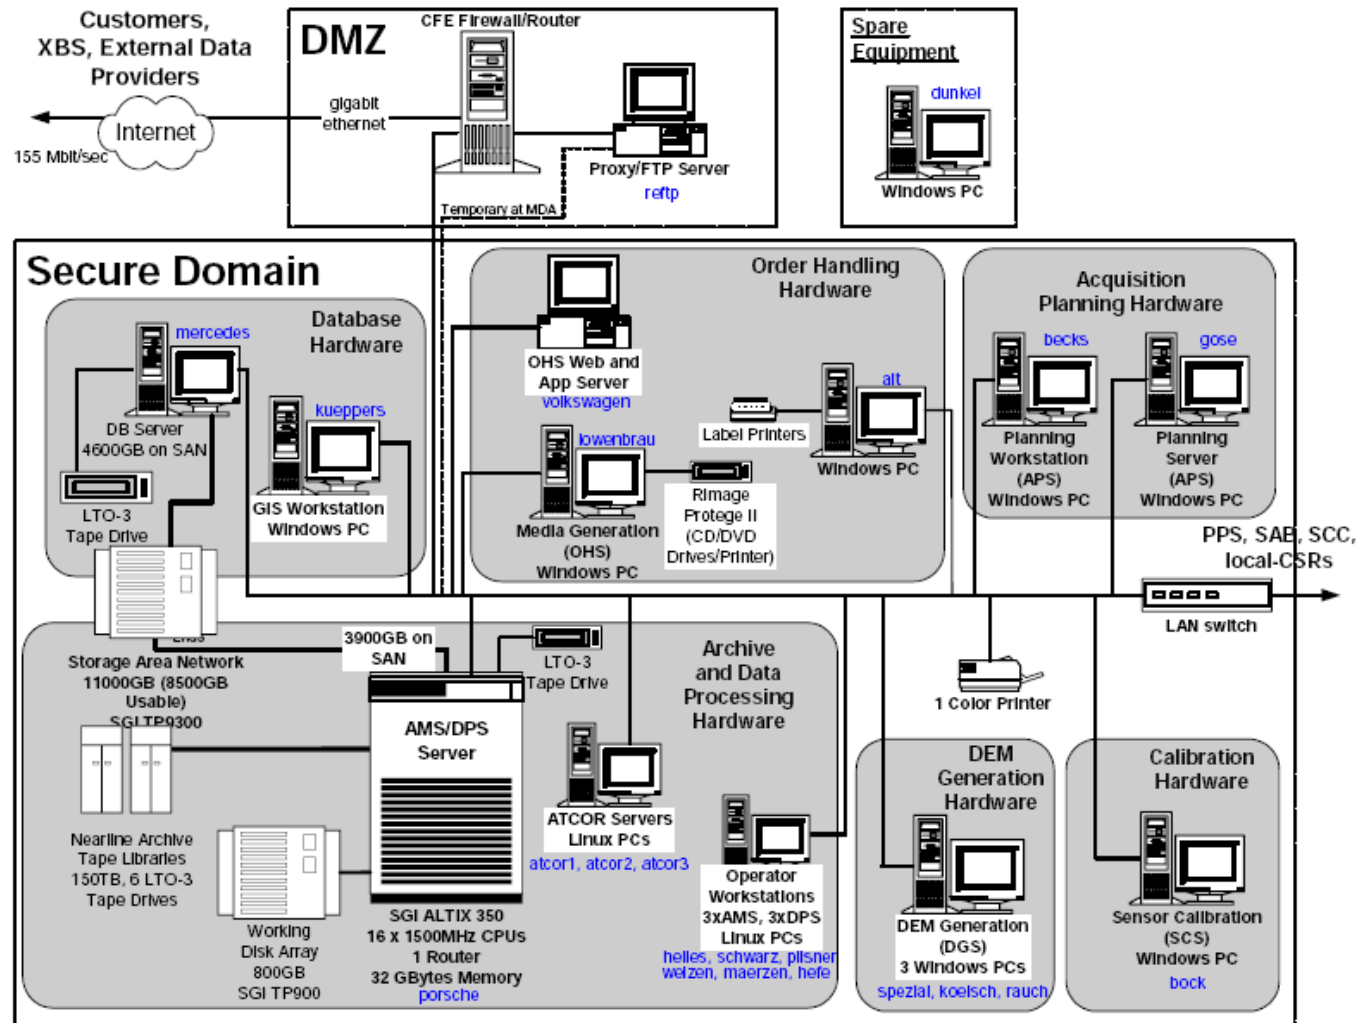 Customers,
XBS, External Data
Providers
Internet
155 Mbit/sec
gigabit
ethernet
DMZ
CFE Firewall/Router
Proxy/FTP Server
reftp
Temporary at MDA
Spare
Equipment
dunkel
Windows PC
Secure Domain
Database
Hardware
mercedes
DB Server
4600GB on SAN
kueppers
GIS Workstation
Windows PC
LTO-3
Tape Drive
Order Handling
Hardware
OHS Web and
App Server
volkswagen
alt
Label Printers
Windows PC
lowenbrau
Media Generation
(OHS)
Windows PC
Rimage
Protege II
(CD/DVD
Drives/Printer)
Acquisition
Planning Hardware
becks
Planning
Workstation
(APS)
Windows PC
gose
Planning
Server
(APS)
Windows PC
PPS, SAB, SCC,
local-CSRs
LAN switch
Storage Area Network
11000GB (8500GB
Usable)
SGI TP9300
3900GB on
SAN
LTO-3
Tape Drive
Archive
and Data
Processing
Hardware
AMS/DPS
Server
Nearline Archive
Tape Libraries
150TB, 6 LTO-3
Tape Drives
Working
Disk Array
800GB
SGI TP900
SGI ALTIX 350
16 x 1500MHz CPUs
1 Router
32 GBytes Memory
porsche
ATCOR Servers
Linux PCs
atcor1, atcor2, atcor3
Operator
Workstations
3xAMS, 3xDPS
Linux PCs
helles, schwarz, pilsner
weizen, maerzen, hefe
1 Color Printer
DEM
Generation
Hardware
DEM Generation
(DGS)
3 Windows PCs
spezial, koelsch, rauch
Calibration
Hardware
Sensor Calibration
(SCS)
Windows PC
bock